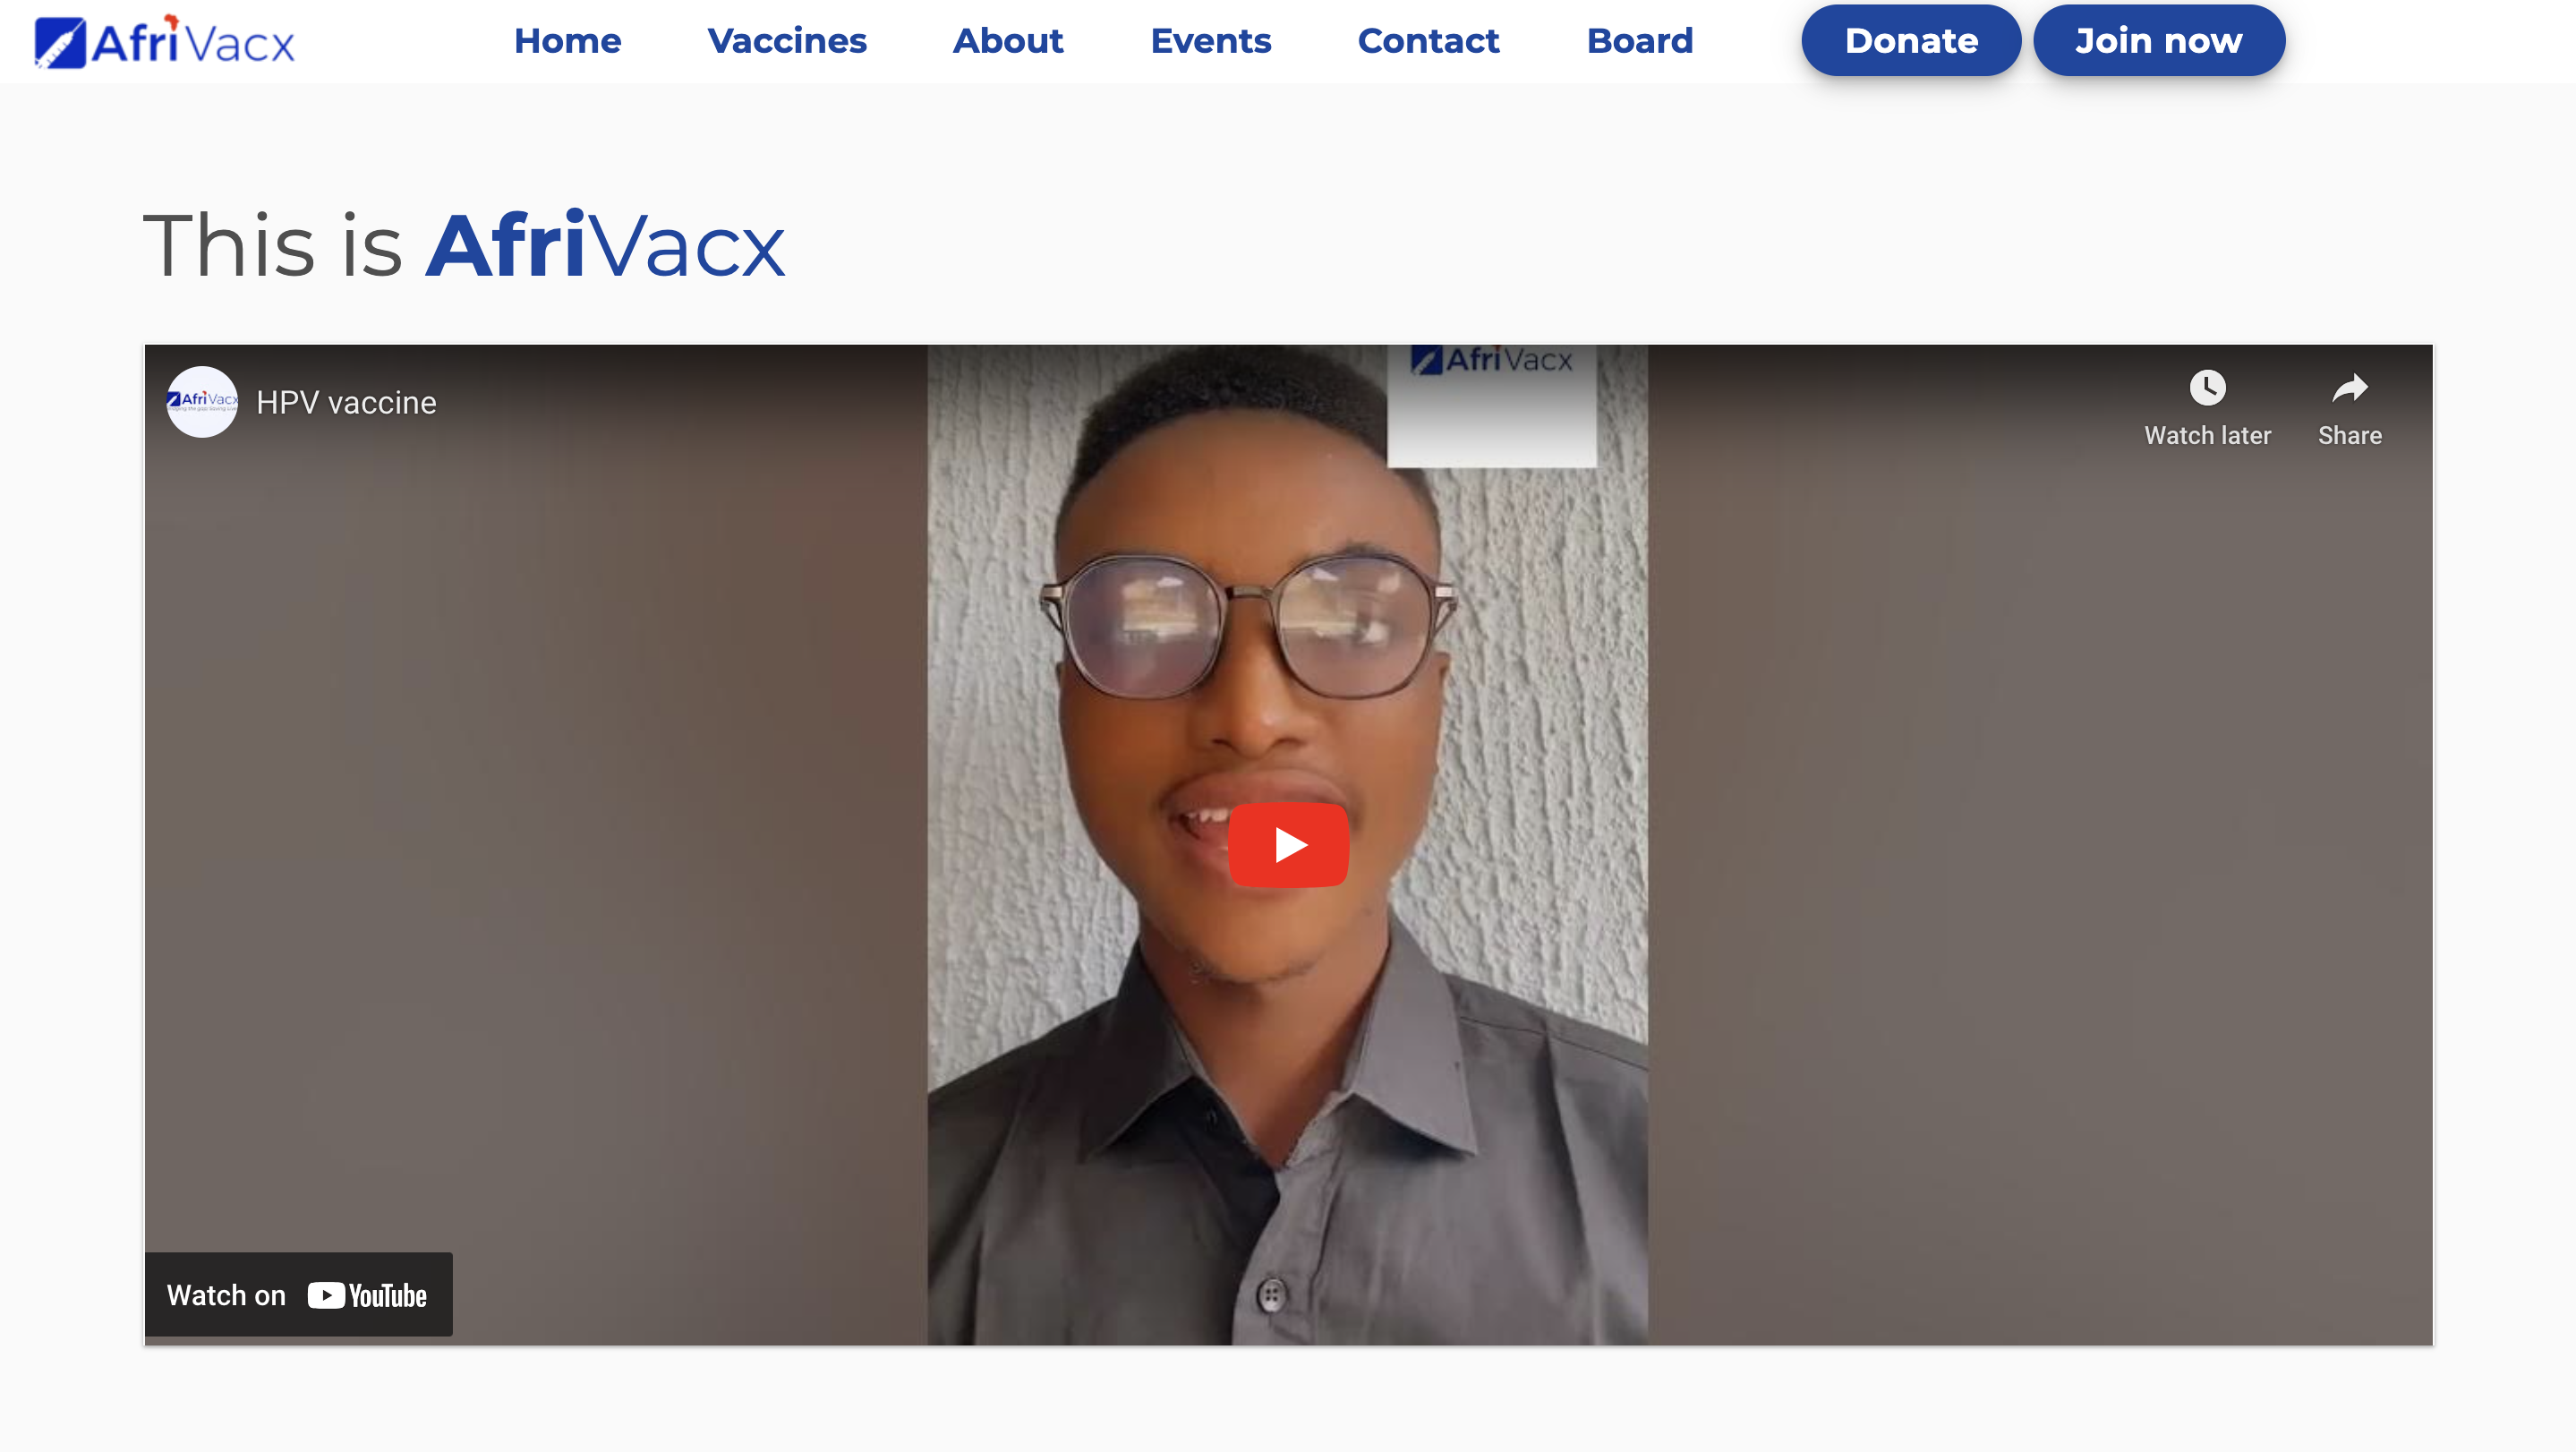 AfriVacx
Home
Vaccines
About
Events
Contact
Board
Donate
Join now
This is AfriVacx
AfriVacx
HPV vaccine
AfriVacx
Watch later
Share
Watch on YouTube